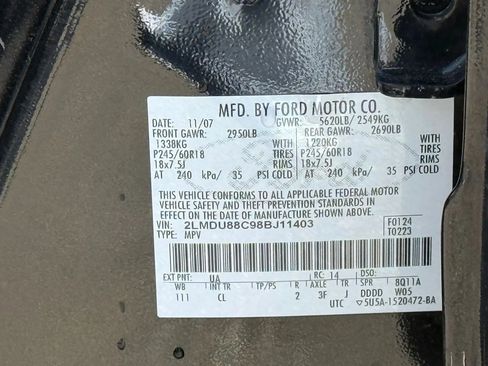 MFD. BY FORD MOTOR CO.
11/07 GVWR: 5620LB/ 2549KG
FRONT GAWR: 2950LB REAR GAWR: 2690LB
1338KG WITH 1220KG WITH
P245/60R18 TIRES P245/60R18 TIRES
18x7.5J RIMS 18x7.5J RIMS
AT 240 kPa/ 35 PSI COLD AT 240 kPa/ 35 PSI COLD
THIS VEHICLE CONFORMS TO ALL APPLICABLE FEDERAL MOTOR
VEHICLE SAFETY AND THEFT PREVENTION STANDARDS IN
EFFECT ON THE DATE OF MANUFACTURE SHOWN ABOVE.
VIN: 2LMDU88C98BJ11403 F0124
TYPE: MPV T0223
EXT PNT: UA RC: 14 DSO:
WB INT TR TP/PS R AXLE TR SPR 8Q11A
111 CL 2 3F J DDDD W05
UTC ▽5U5A-1520472-BA